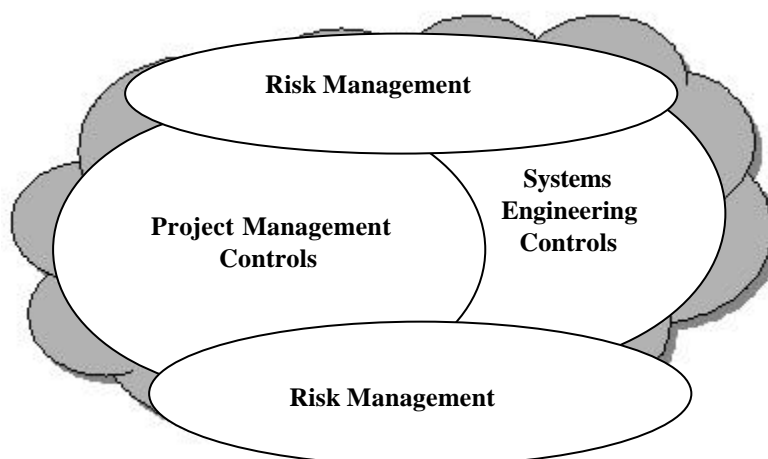 Risk Management
Systems
Engineering
Controls
Project Management
Controls
Risk Management